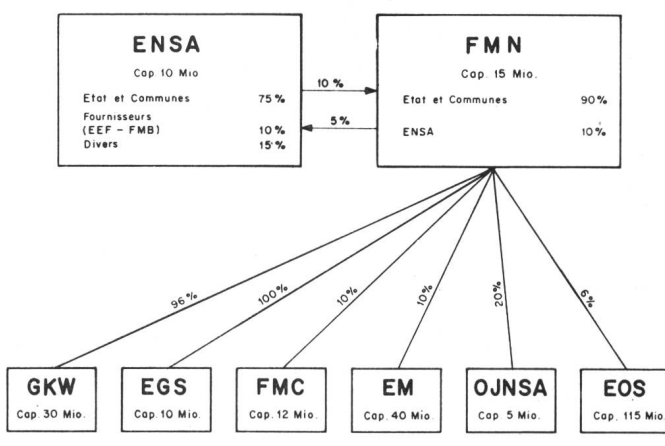 ENSA
Cap 10 Mio
Etat et Communes 75%
Fournisseurs
(EEF - FMB) 10%
Divers 15%
10%
5%
FMN
Cap. 15 Mio.
Etat et Communes 90%
ENSA 10%
96%
100%
10%
10%
20%
6%
GKW
Cap. 30 Mio.
EGS
Cap. 10 Mio.
FMC
Cap. 12 Mio.
EM
Cap. 40 Mio.
OJNSA
Cap. 5 Mio.
EOS
Cap. 115 Mio.